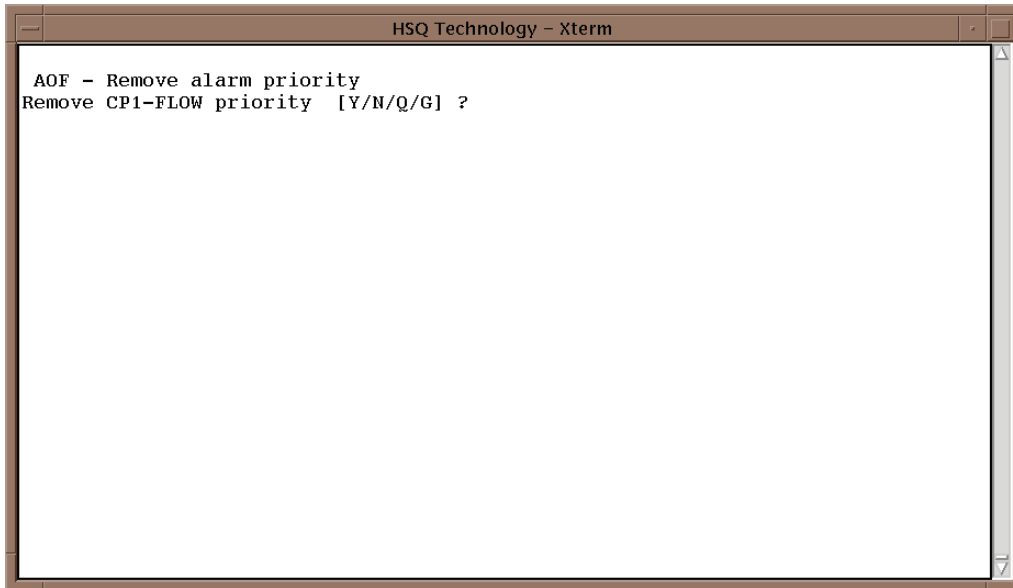 HSQ Technology – Xterm
AOF – Remove alarm priority
Remove CP1–FLOW priority [Y/N/Q/G] ?